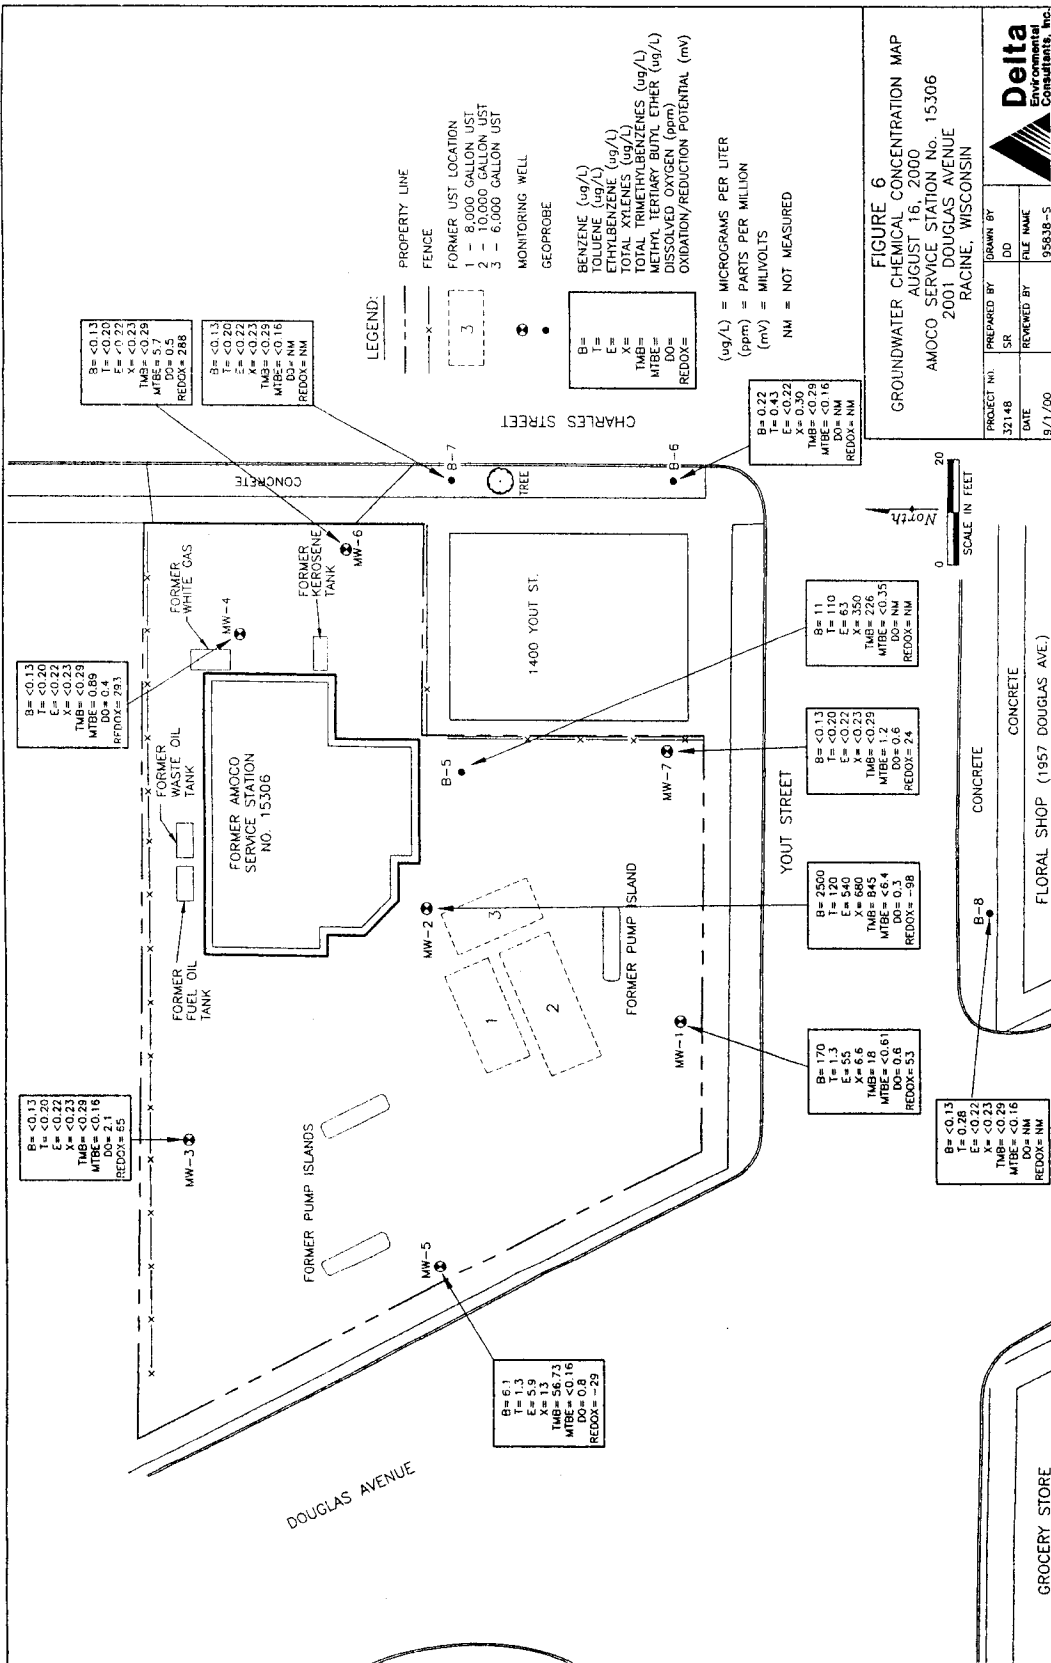 B= <0.13
T= <0.20
E= <0.22
X= <0.23
TMB= <0.29
MTBE= <0.16
DO= 2.1
REDOX= 65
MW-3
B= <0.13
T= <0.20
E= <0.22
X= <0.23
TMB= <0.29
MTBE= 0.89
DO= 0.4
REDOX= 293
MW-4
B= <0.13
T= <0.20
E= <0.22
X= <0.23
TMB= <0.29
MTBE= 5.7
DO= 0.5
REDOX= 288
MW-6
B= <0.13
T= <0.20
E= <0.22
X= <0.23
TMB= <0.29
MTBE= <0.16
DO= NM
REDOX= NM
B-7
FORMER
FUEL OIL
TANK
FORMER
WASTE OIL
TANK
FORMER
WHITE GAS
FORMER
KEROSENE
TANK
FORMER AMOCO
SERVICE STATION
NO. 15306
CONCRETE
TREE
CHARLES STREET
FORMER PUMP ISLANDS
MW-5
MW-2
B-5
1400 YOUT ST.
B-6
1
2
3
FORMER PUMP ISLAND
MW-1
MW-7
DOUGLAS AVENUE
YOUT STREET
B= 6.1
T= 1.3
E= 5.9
X= 13
TMB= 56.73
MTBE= <0.16
DO= 0.8
REDOX= -29
B= 170
T= 1.3
E= 55
X= 6.6
TMB= 18
MTBE= <0.61
DO= 0.6
REDOX= 53
B= 2500
T= 120
E= 540
X= 680
TMB= 845
MTBE= <6.4
DO= 0.3
REDOX= -98
B= <0.13
T= <0.20
E= <0.22
X= <0.23
TMB= <0.29
MTBE= 1.2
DO= 0.6
REDOX= 24
B= 11
T= 110
E= 63
X= 350
TMB= 226
MTBE= <0.35
DO= NM
REDOX= NM
B= 0.22
T= 0.43
E= <0.22
X= 0.30
TMB= <0.29
MTBE= <0.16
DO= NM
REDOX= NM
B= <0.13
T= 0.28
E= <0.22
X= <0.23
TMB= <0.29
MTBE= <0.16
DO= NM
REDOX= NM
B-8
CONCRETE
CONCRETE
FLORAL SHOP (1957 DOUGLAS AVE.)
GROCERY STORE
North
0 20
SCALE IN FEET
LEGEND:
PROPERTY LINE
FENCE
3
FORMER UST LOCATION
1 - 8,000 GALLON UST
2 - 10,000 GALLON UST
3 - 6,000 GALLON UST
MONITORING WELL
GEOPROBE
B= BENZENE (ug/L)
T= TOLUENE (ug/L)
E= ETHYLBENZENE (ug/L)
X= TOTAL XYLENES (ug/L)
TMB= TOTAL TRIMETHYLBENZENES (ug/L)
MTBE= METHYL TERTIARY BUTYL ETHER (ug/L)
DO= DISSOLVED OXYGEN (ppm)
REDOX= OXIDATION/REDUCTION POTENTIAL (mV)
(ug/L) = MICROGRAMS PER LITER
(ppm) = PARTS PER MILLION
(mV) = MILIVOLTS
NM = NOT MEASURED
FIGURE 6
GROUNDWATER CHEMICAL CONCENTRATION MAP
AUGUST 16, 2000
AMOCO SERVICE STATION No. 15306
2001 DOUGLAS AVENUE
RACINE, WISCONSIN
PROJECT NO. PREPARED BY DRAWN BY
32148 SR DD
DATE REVIEWED BY FILE NAME
9/1/00 95838-S
Delta
Environmental
Consultants, Inc.